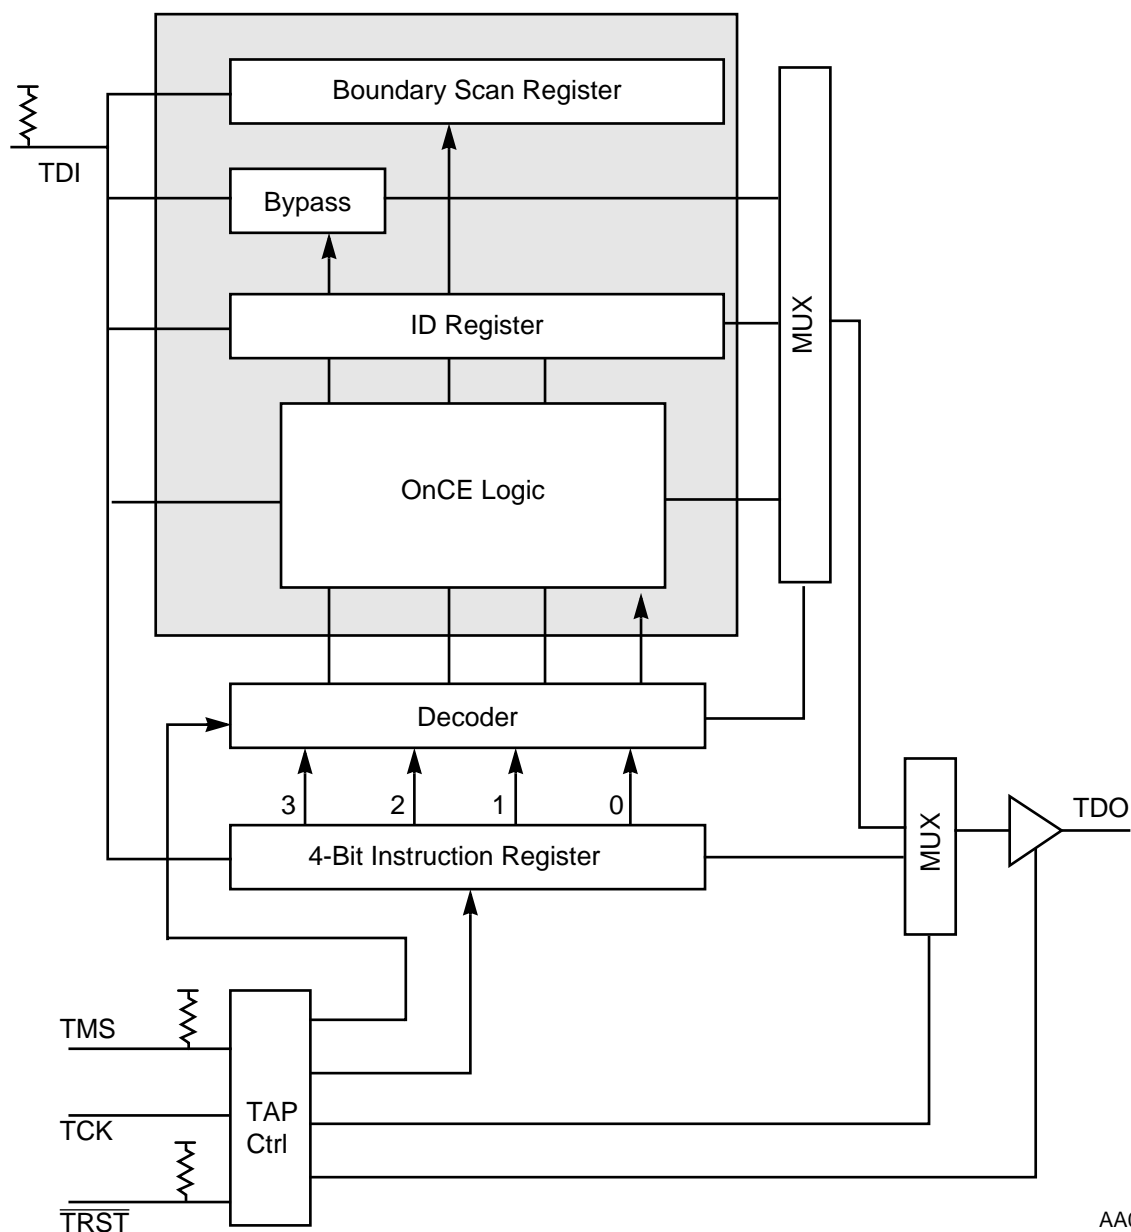 Boundary Scan Register
TDI
Bypass
ID Register
MUX
OnCE Logic
Decoder
3 2 1 0
4-Bit Instruction Register
MUX
TDO
TMS
TCK
TRST
TAP
Ctrl